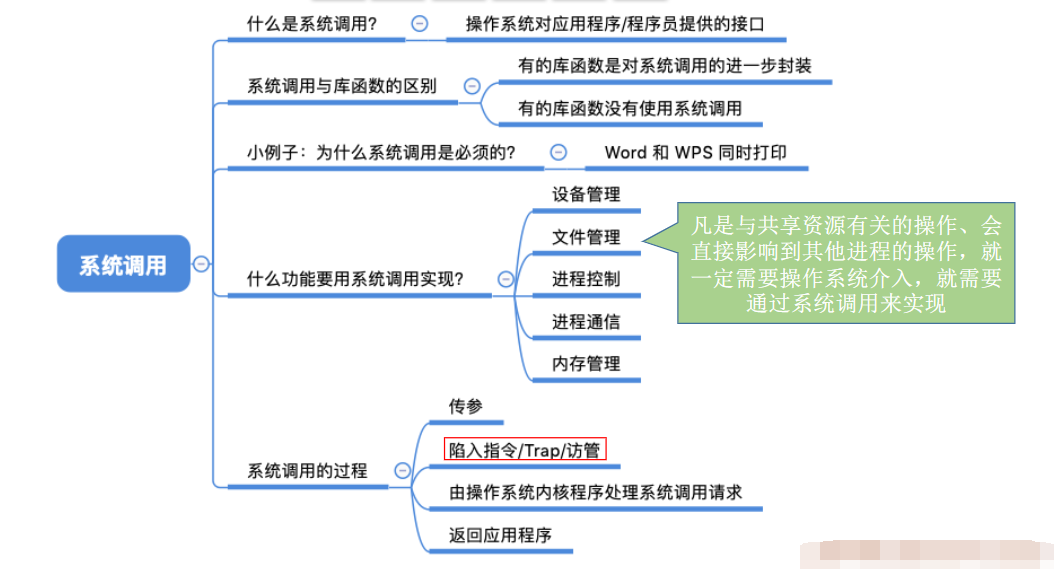 什么是系统调用?
操作系统对应用程序/程序员提供的接口
系统调用与库函数的区别
有的库函数是对系统调用的进一步封装
有的库函数没有使用系统调用
小例子：为什么系统调用是必须的?
Word 和 WPS 同时打印
系统调用
什么功能要用系统调用实现?
设备管理
文件管理
进程控制
进程通信
内存管理
凡是与共享资源有关的操作、会
直接影响到其他进程的操作，就
一定需要操作系统介入，就需要
通过系统调用来实现
系统调用的过程
传参
陷入指令/Trap/访管
由操作系统内核程序处理系统调用请求
返回应用程序